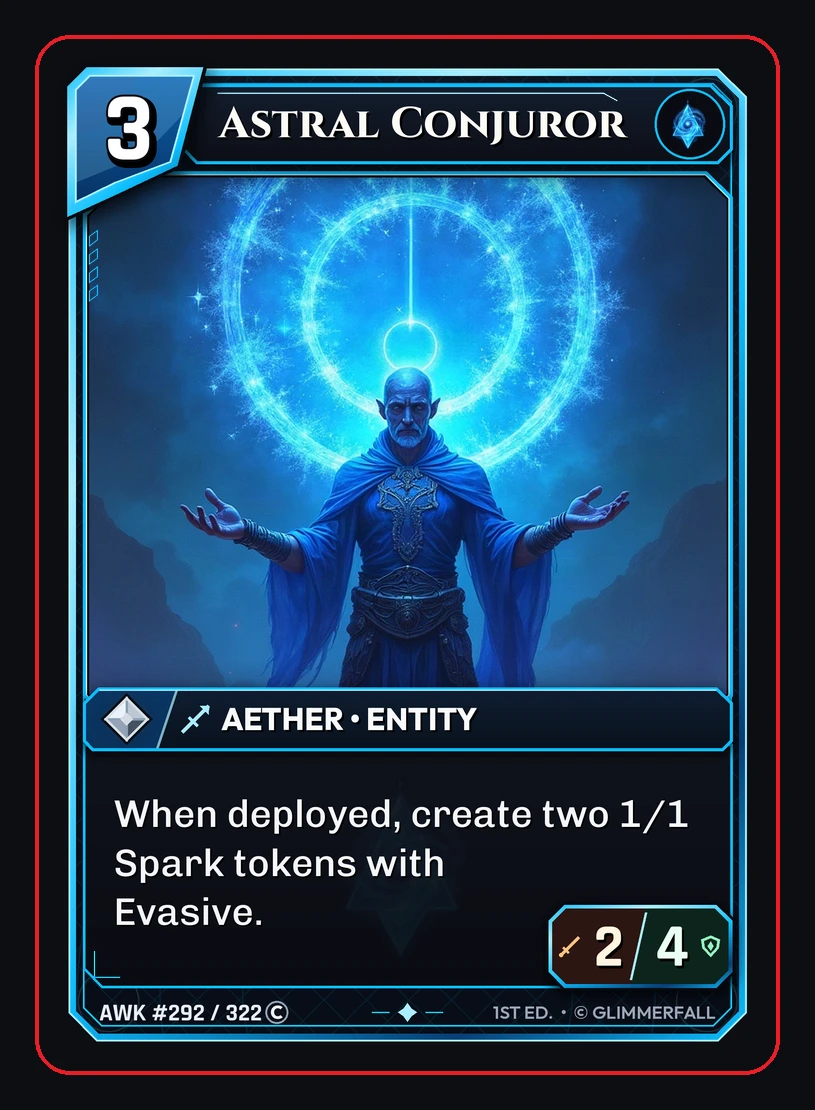 3
Astral Conjuror
AETHER • ENTITY
When deployed, create two 1/1
Spark tokens with
Evasive.
2/4
AWK #292 / 322 Ⓒ
1ST ED. • © GLIMMERFALL